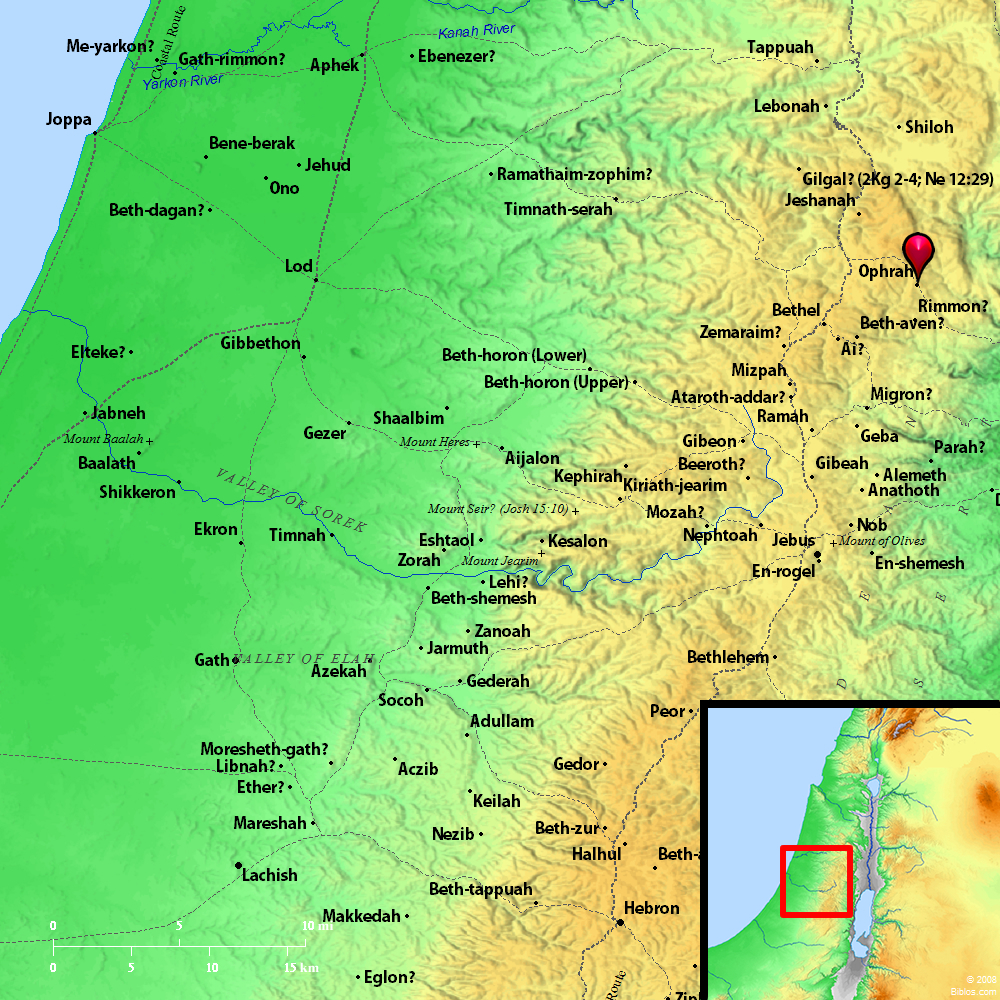 Kanah River
Me-yarkon?
Coastal Route
Tappuah
Gath-rimmon?
Aphek
Ebenezer?
Yarkon River
Lebonah
Joppa
Shiloh
Bene-berak
Jehud
Ramathaim-zophim?
Gilgal? (2Kg 2-4; Ne 12:29)
Ono
Jeshanah
Beth-dagan?
Timnath-serah
Lod
Ophrah
Rimmon?
Bethel
Beth-aven?
Zemaraim?
Gibbethon
Ai?
Elteke?
Beth-horon (Lower)
Mizpah
Beth-horon (Upper)
Ataroth-addar?
Migron?
Jabneh
Shaalbim
Ramah
Gezer
Mount Baalah
Mount Heres
Gibeon
Geba
Parah?
Baalath
Aijalon
Beeroth?
Gibeah
Kephirah
Alemeth
Kiriath-jearim
Anathoth
Shikkeron
VALLEY OF SOREK
Mount Seir? (Josh 15:10)
Mozah?
Ekron
Timnah
Eshtaol
Kesalon
Nephtoah
Jebus
Nob
Mount of Olives
Zorah
Mount Jearim
En-rogel
En-shemesh
Lehi?
Beth-shemesh
Zanoah
Jarmuth
Gath
VALLEY OF ELAH
Azekah
Bethlehem
Gederah
Socoh
Adullam
Peor
Moresheth-gath?
Libnah?
Aczib
Gedor
Ether?
Keilah
Mareshah
Nezib
Beth-zur
Halhul
Beth-
Lachish
Beth-tappuah
Makkedah
Hebron
0 5 10 mi
0 5 10 15 km
Eglon?
Route
Zip
© 2008
Biblos.com